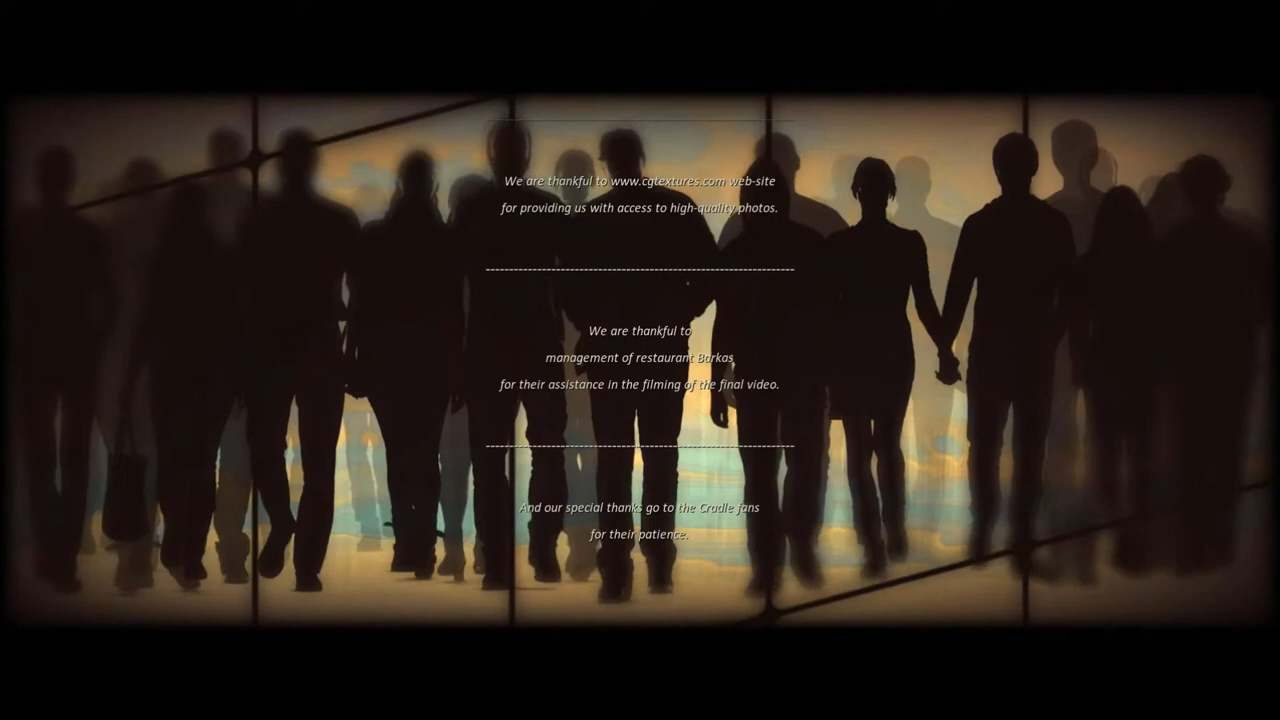 We are thankful to www.cgtextures.com web-site
for providing us with access to high-quality photos.
------------------------------------------------------------------
We are thankful to
management of restaurant Barkas
for their assistance in the filming of the final video.
------------------------------------------------------------------
And our special thanks go to the Cradle fans
for their patience.